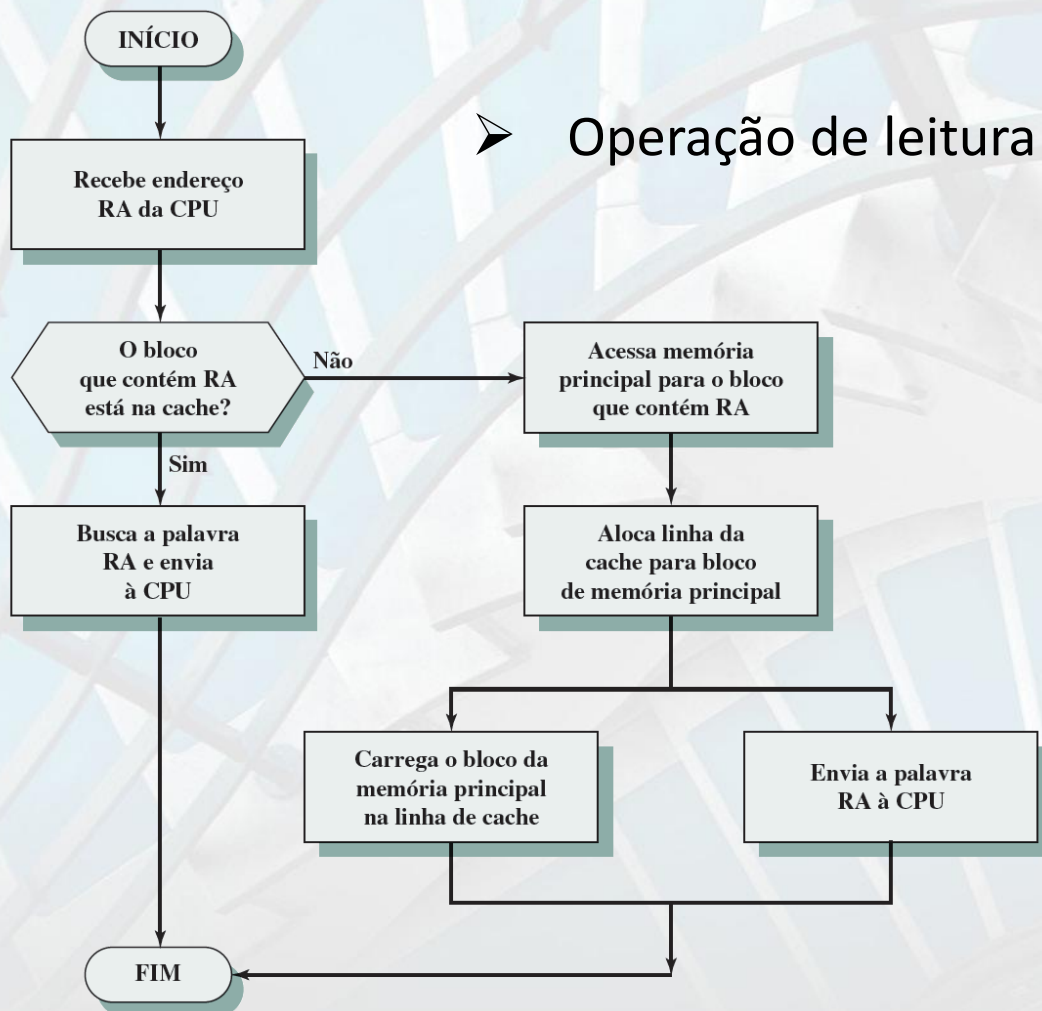 INÍCIO
➢ Operação de leitura
Recebe endereço
RA da CPU
O bloco
que contém RA
está na cache?
Não
Acessa memória
principal para o bloco
que contém RA
Sim
Busca a palavra
RA e envia
à CPU
Aloca linha da
cache para bloco
de memória principal
Carrega o bloco da
memória principal
na linha de cache
Envia a palavra
RA à CPU
FIM